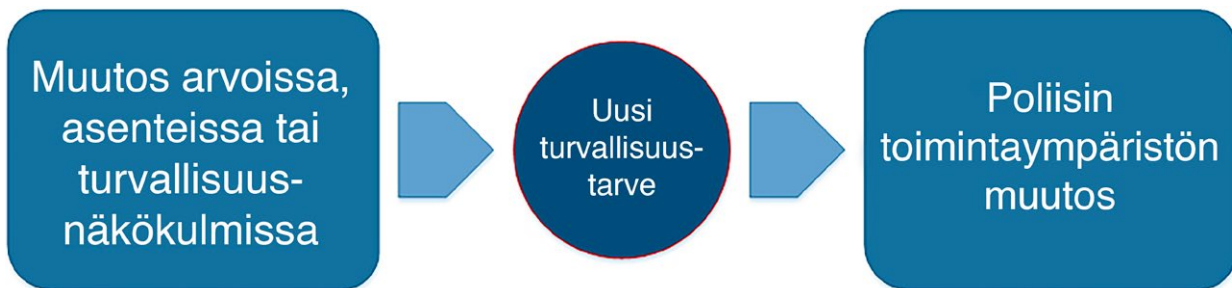 Muutos arvoissa,
asenteissa tai
turvallisuus-
näkökulmissa
Uusi
turvallisuus-
tarve
Poliisin
toimintaympäristön
muutos